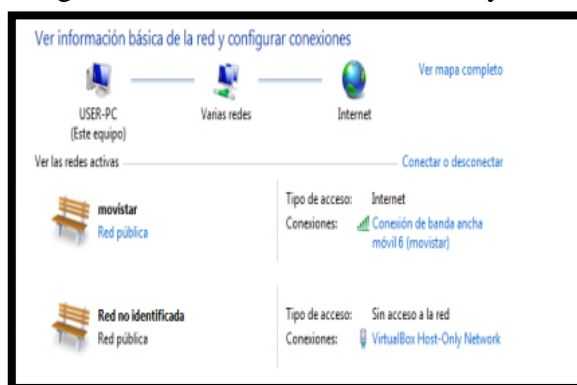 Ver información básica de la red y configurar conexiones
Ver mapa completo
USER-PC
(Este equipo)
Varias redes
Internet
Ver las redes activas
Conectar o desconectar
movistar
Red pública
Tipo de acceso: Internet
Conexiones: Conexión de banda ancha
móvil 6 (movistar)
Red no identificada
Red pública
Tipo de acceso: Sin acceso a la red
Conexiones: VirtualBox Host-Only Network